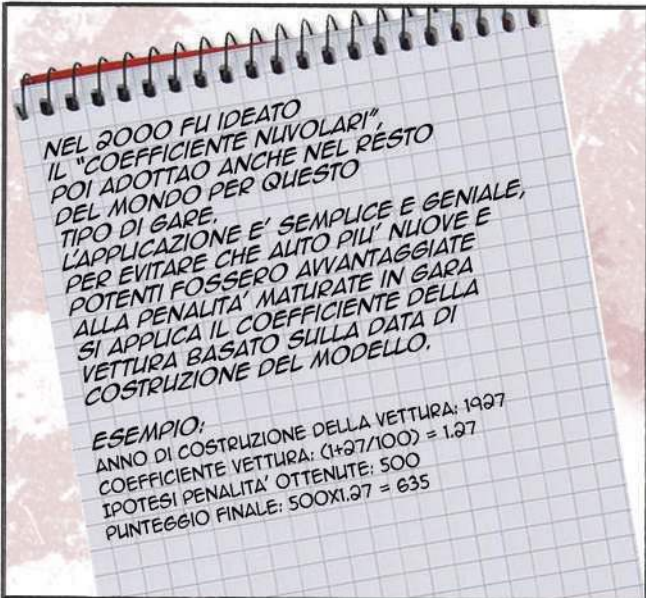 NEL 2000 FU IDEATO
IL "COEFFICIENTE NUVOLARI",
POI ADOTTAO ANCHE NEL RESTO
DEL MONDO PER QUESTO
TIPO DI GARE.
L'APPLICAZIONE E' SEMPLICE E GENIALE,
PER EVITARE CHE AUTO PIU' NUOVE E
POTENTI FOSSERO AVVANTAGGIATE
ALLA PENALITA' MATURATE IN GARA
SI APPLICA IL COEFFICIENTE DELLA
VETTURA BASATO SULLA DATA DI
COSTRUZIONE DEL MODELLO.
ESEMPIO:
ANNO DI COSTRUZIONE DELLA VETTURA: 1927
COEFFICIENTE VETTURA: (1+27/100) = 1.27
IPOTESI PENALITA' OTTENUTE: 500
PUNTEGGIO FINALE: 500X1.27 = 635